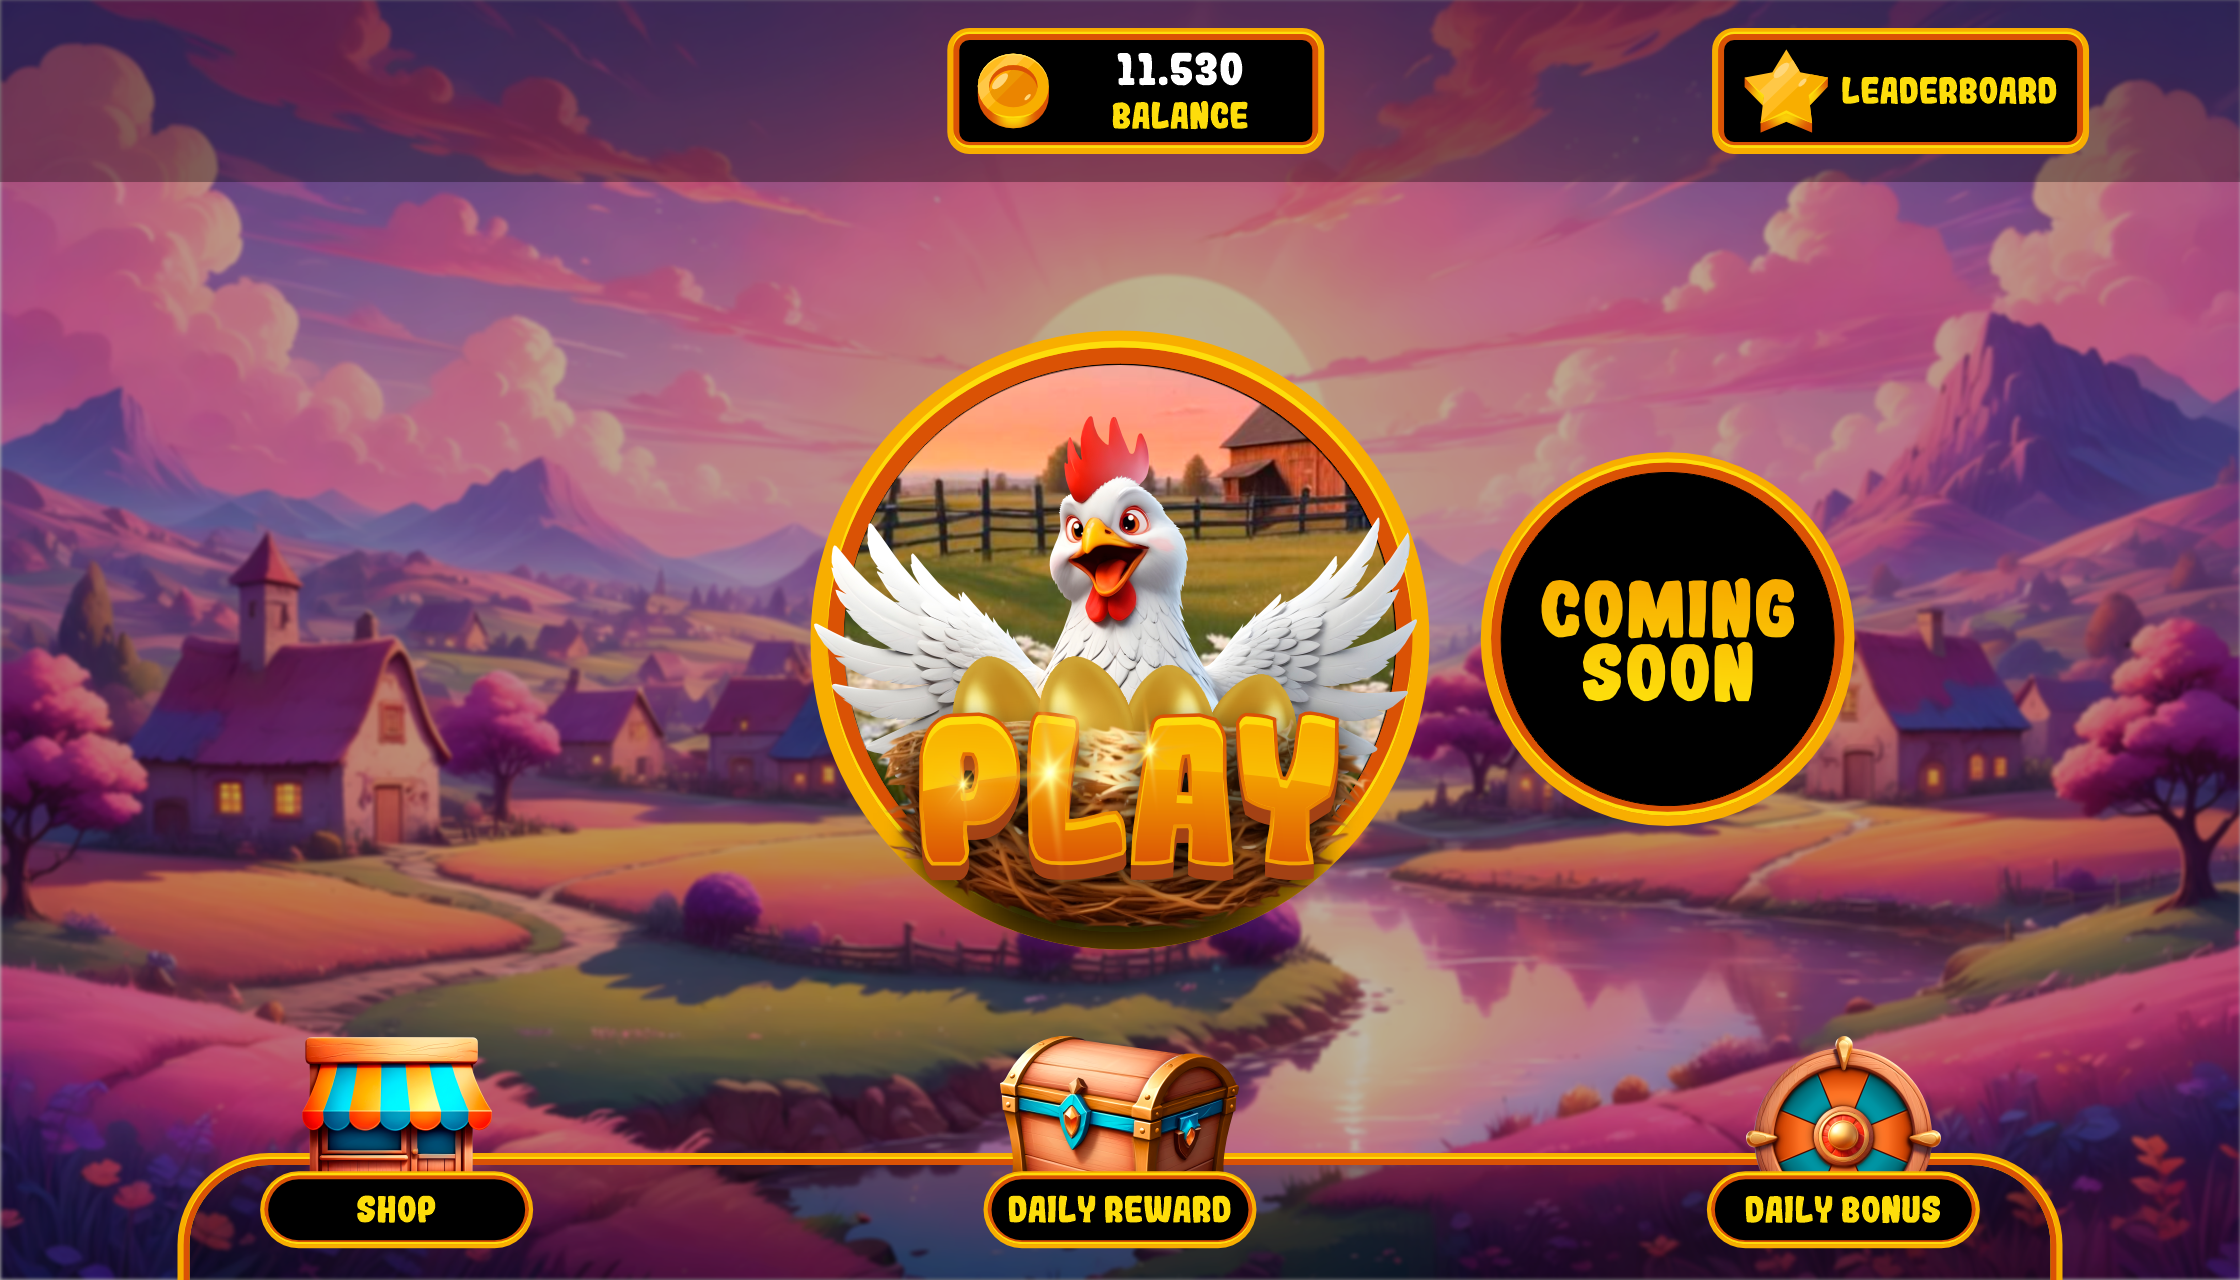 11.530
BALANCE
LEADERBOARD
COMING
SOON
PLAY
SHOP
DAILY REWARD
DAILY BONUS